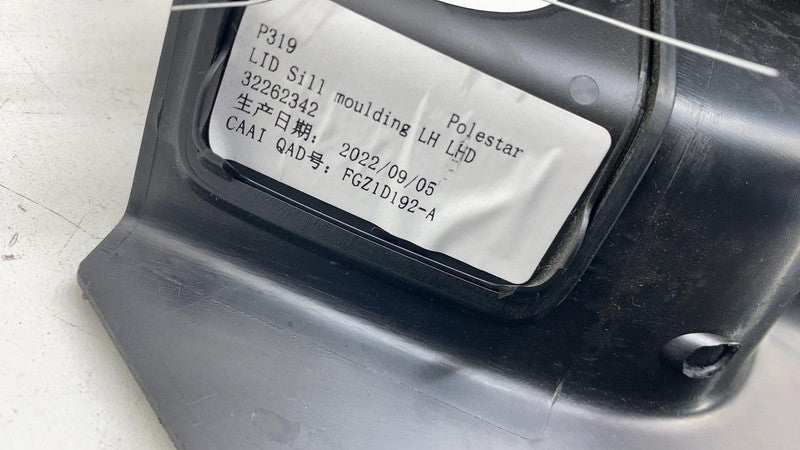 P319 Polestar
LID Sill moulding LH LHD
32262342
生产日期: 2022/09/05
CAAI QAD号: FGZ1D192-A